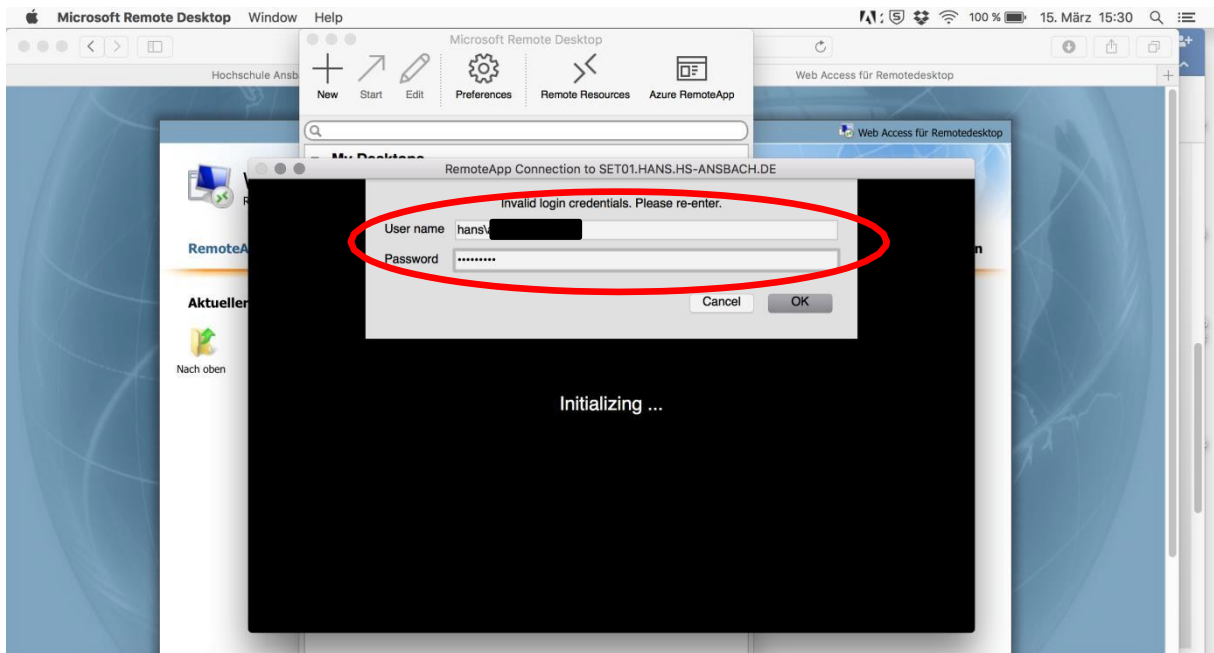 Microsoft Remote Desktop Window Help
100 % 15. März 15:30
Microsoft Remote Desktop
Hochschule Ansb
Web Access für Remotedesktop
New Start Edit Preferences Remote Resources Azure RemoteApp
Web Access für Remotedesktop
My Desktops
RemoteApp Connection to SET01.HANS.HS-ANSBACH.DE
Invalid login credentials. Please re-enter.
User name hans\
RemoteA
Password •••••••••
Aktueller
Cancel OK
Nach oben
Initializing ...